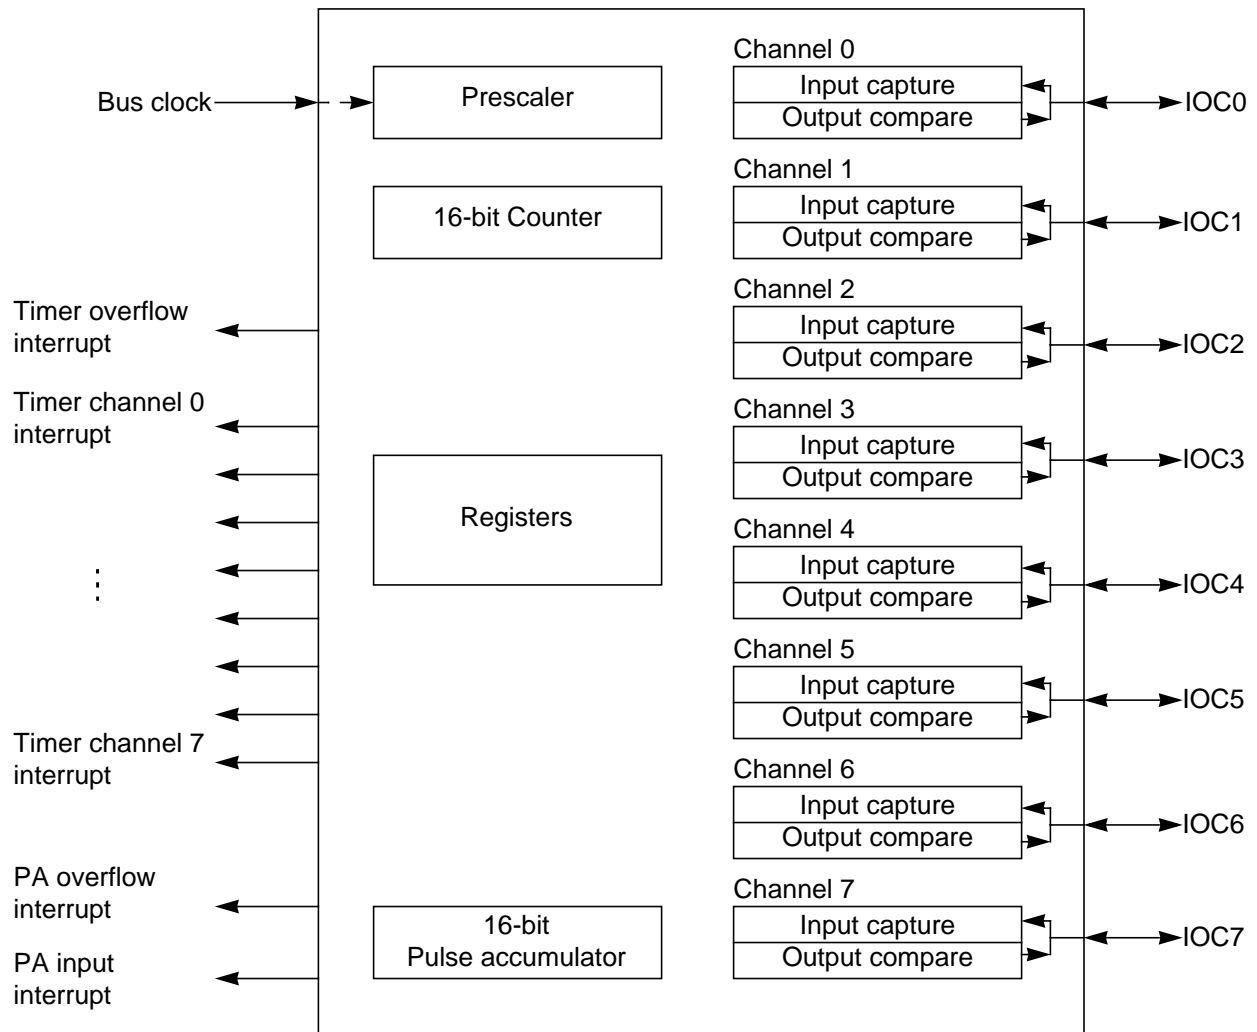 Channel 0
Bus clock
Prescaler
Input capture
Output compare
IOC0
Channel 1
16-bit Counter
Input capture
Output compare
IOC1
Channel 2
Timer overflow
interrupt
Input capture
Output compare
IOC2
Timer channel 0
interrupt
Channel 3
Input capture
Output compare
IOC3
Registers
Channel 4
Input capture
Output compare
IOC4
Channel 5
Input capture
Output compare
IOC5
Timer channel 7
interrupt
Channel 6
Input capture
Output compare
IOC6
PA overflow
interrupt
Channel 7
16-bit
Pulse accumulator
Input capture
Output compare
IOC7
PA input
interrupt